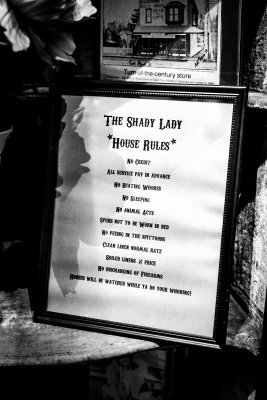 Turn-of-the-century store
The Shady Lady
*House Rules*
No Credit
All service pay in advance
No Beating Whores
No Sleeping
No animal Acts
Spurs not to be Worn in bed
No peeing in the spittoons
Clean linen normal rate
Soiled linens ½ price
No discharging of Firearms
Horses will be watched while ya do your whoring!